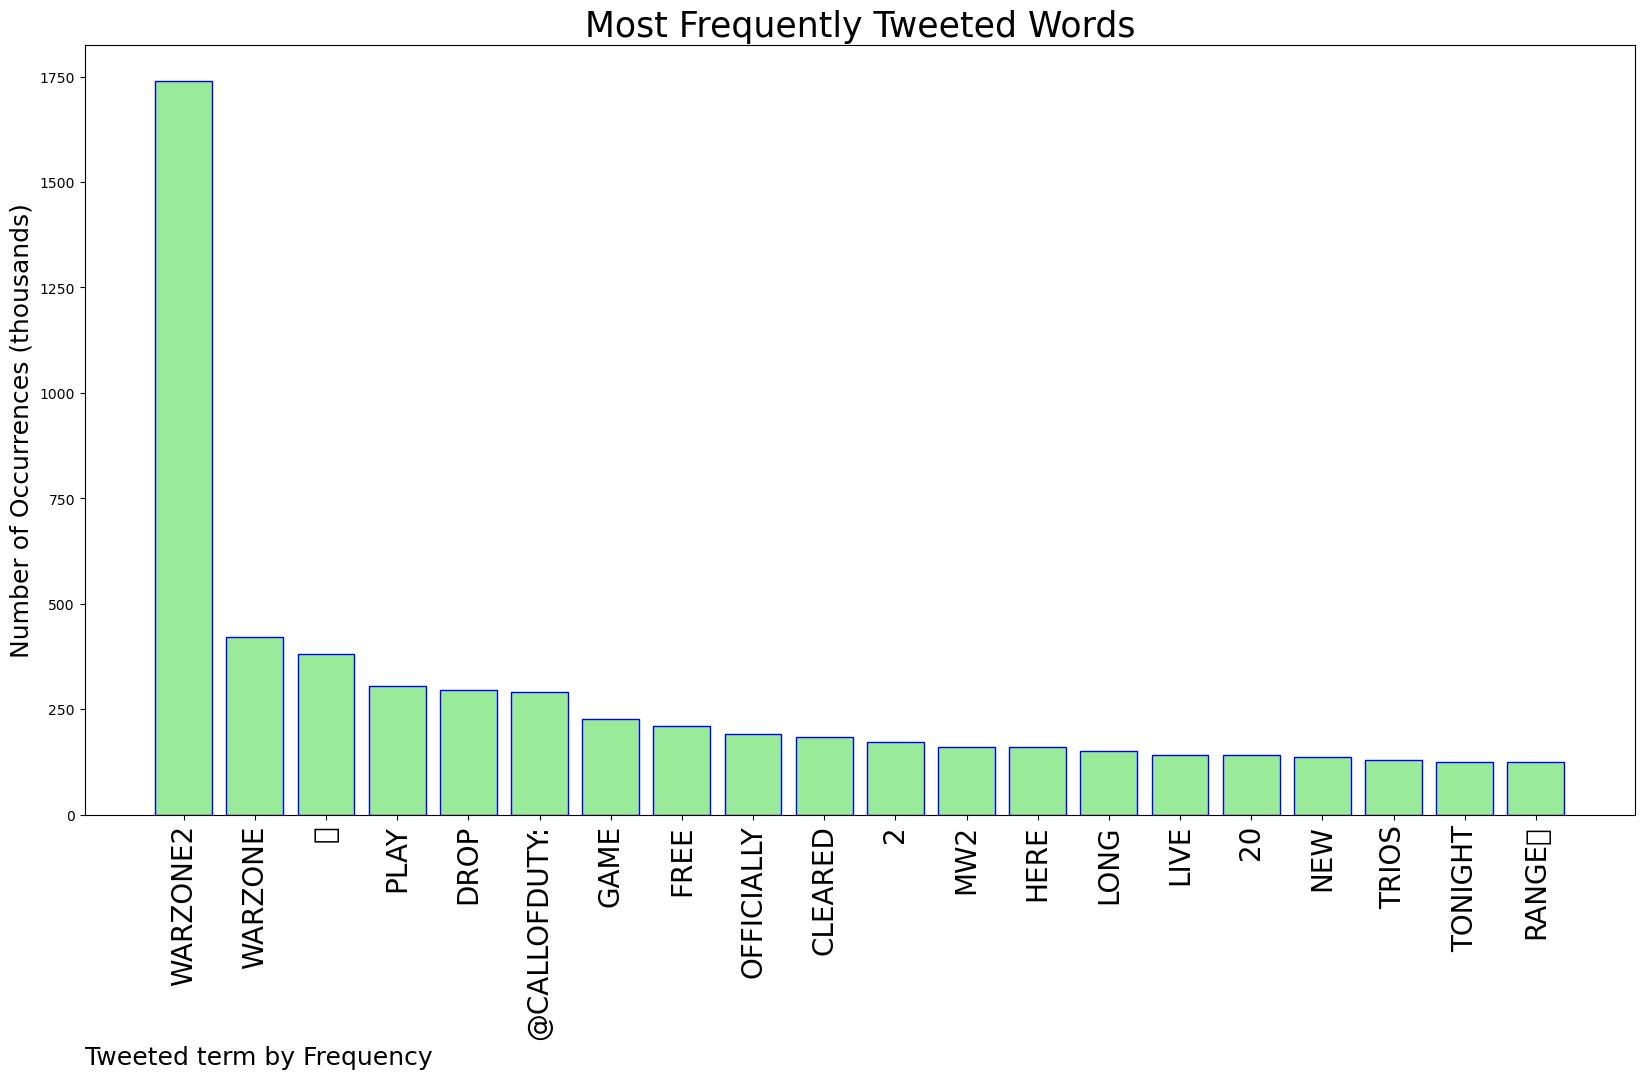 Most Frequently Tweeted Words
Number of Occurrences (thousands)
1750
1500
1250
1000
750
500
250
0
WARZONE2
WARZONE
▯
PLAY
DROP
@CALLOFDUTY:
GAME
FREE
OFFICIALLY
CLEARED
2
MW2
HERE
LONG
LIVE
20
NEW
TRIOS
TONIGHT
RANGE▯
Tweeted term by Frequency